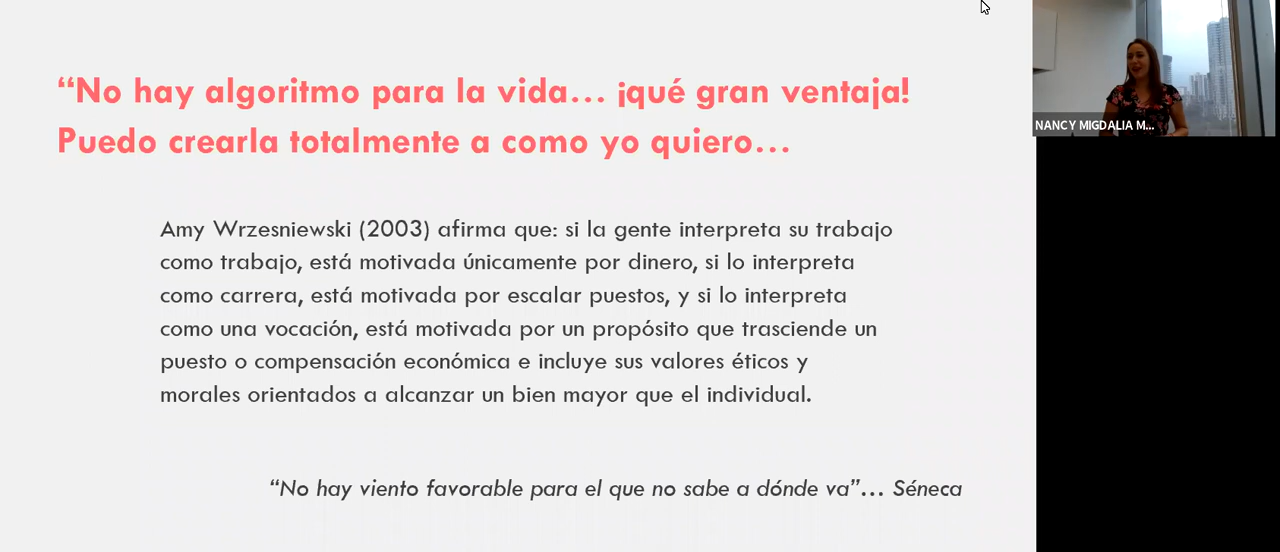 “No hay algoritmo para la vida... ¡qué gran ventaja!
Puedo crearla totalmente a como yo quiero...
Amy Wrzesniewski (2003) afirma que: si la gente interpreta su trabajo
como trabajo, está motivada únicamente por dinero, si lo interpreta
como carrera, está motivada por escalar puestos, y si lo interpreta
como una vocación, está motivada por un propósito que trasciende un
puesto o compensación económica e incluye sus valores éticos y
morales orientados a alcanzar un bien mayor que el individual.
“No hay viento favorable para el que no sabe a dónde va”... Séneca
NANCY MIGDALIA M...